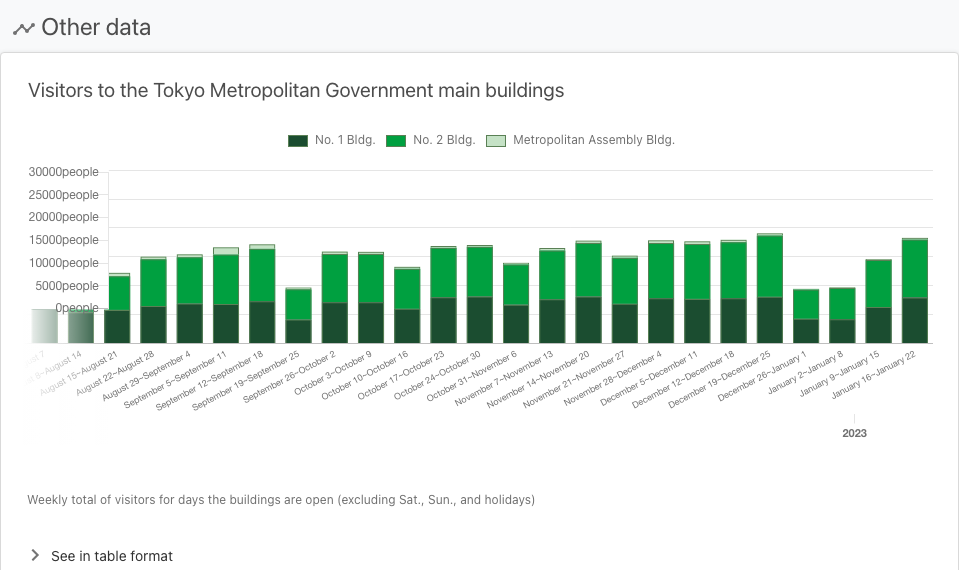 Other data
Visitors to the Tokyo Metropolitan Government main buildings
No. 1 Bldg. No. 2 Bldg. Metropolitan Assembly Bldg.
30000people
25000people
20000people
15000people
10000people
5000people
0people
August 14
August 15~August 21
August 22~August 28
August 29~September 4
September 5~September 11
September 12~September 18
September 19~September 25
September 26~October 2
October 3~October 9
October 10~October 16
October 17~October 23
October 24~October 30
October 31~November 6
November 7~November 13
November 14~November 20
November 21~November 27
November 28~December 4
December 5~December 11
December 12~December 18
December 19~December 25
December 26~January 1
January 2~January 8
January 9~January 15
January 16~January 22
2023
Weekly total of visitors for days the buildings are open (excluding Sat., Sun., and holidays)
See in table format